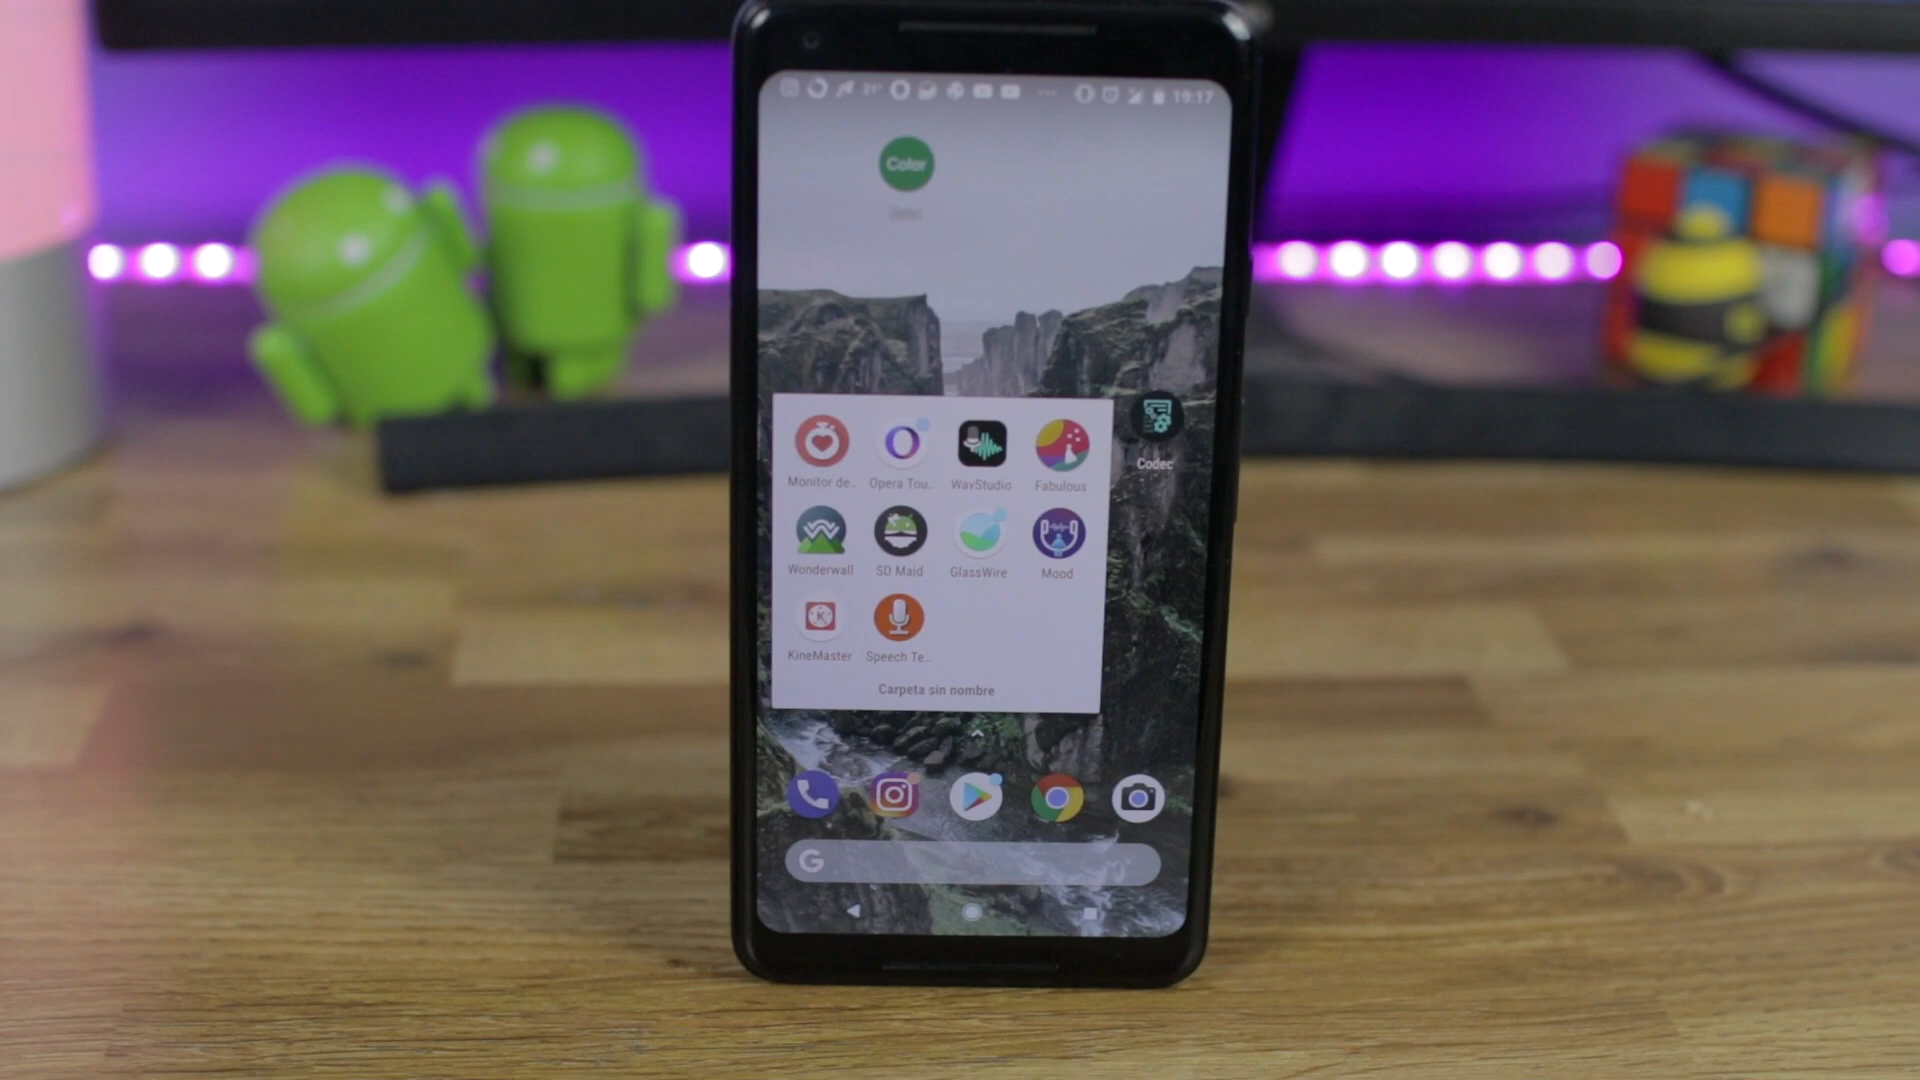 31°
19:17
Color
Codec
Monitor de..
Opera Tou..
WavStudio
Fabulous
Wonderwall
SD Maid
GlassWire
Mood
K
KineMaster
Speech Te..
Carpeta sin nombre
G